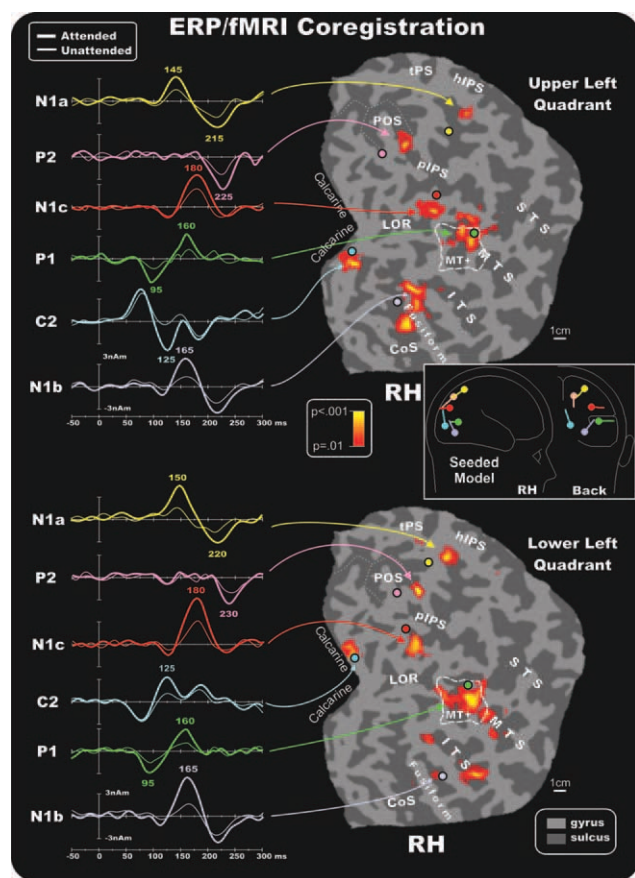 ERP/fMRI Coregistration
Attended
Unattended
Upper Left
Quadrant
N1a
145
215
P2
225
N1c
180
P1
160
95
C2
125
N1b
165
3nAm
-3nAm
-50 0 50 100 150 200 250 300 ms
tPS
hIPS
POS
pIPS
Calcarine
Calcarine
LOR
MT+
STS
MTS
ITS
Fusiform
CoS
1cm
RH
p<.001
p=.01
Seeded
Model
RH
Back
Lower Left
Quadrant
N1a
150
220
P2
230
N1c
180
C2
125
P1
160
95
N1b
165
3nAm
-3nAm
-50 0 50 100 150 200 250 300 ms
tPS
hIPS
POS
pIPS
Calcarine
Calcarine
LOR
MT+
STS
MTS
ITS
Fusiform
CoS
1cm
RH
gyrus
sulcus